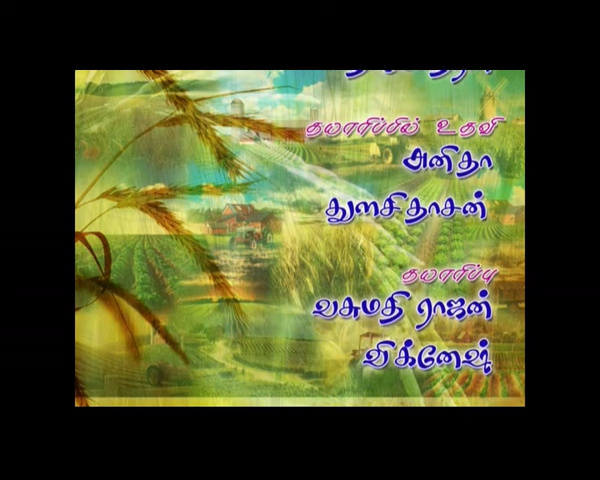 தயாரிப்பில் உதவி
அனிதா
துளசிதாசன்
தயாரிப்பு
வசுமதி ராஜன்
விக்னேஷ்